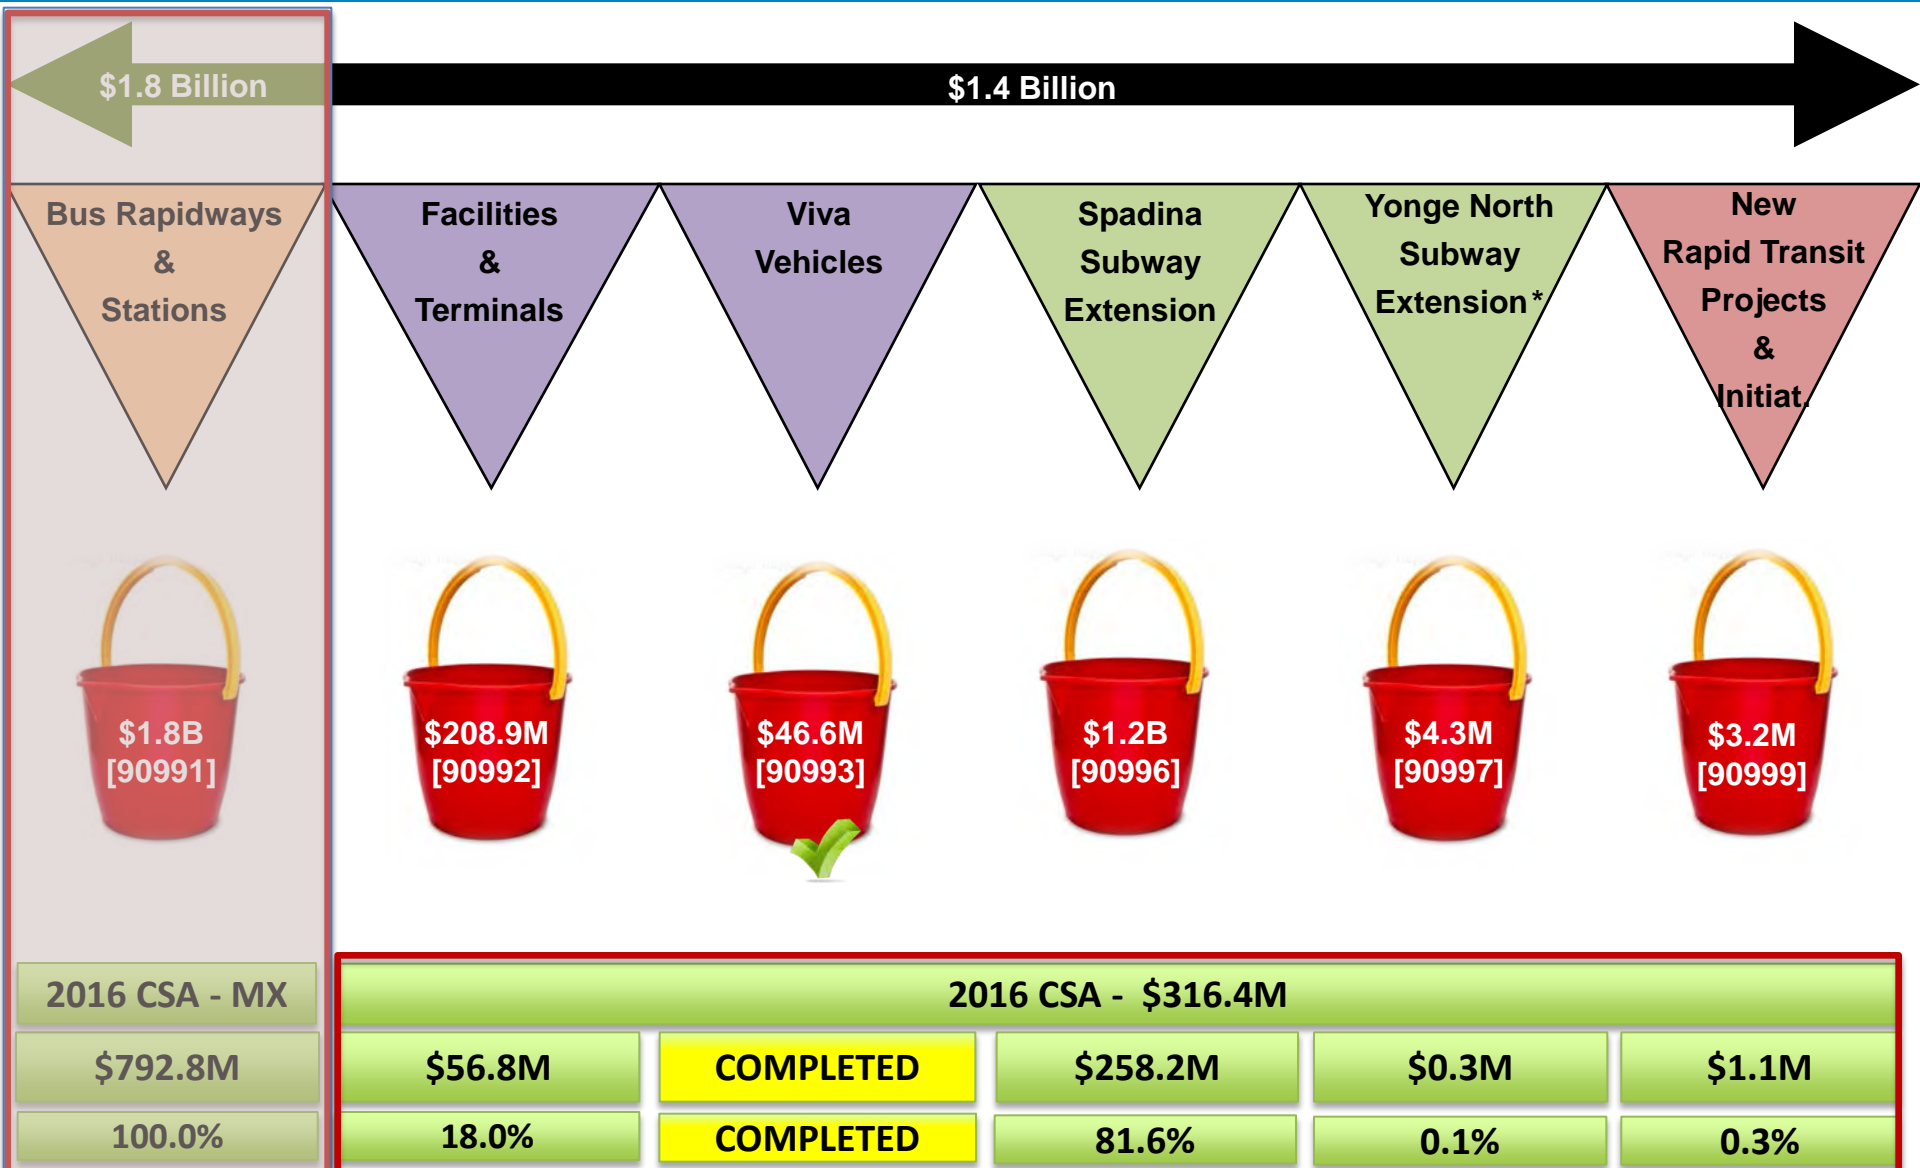 $1.8 Billion
$1.4 Billion
Bus Rapidways
&
Stations
Facilities
&
Terminals
Viva
Vehicles
Spadina
Subway
Extension
Yonge North
Subway
Extension*
New
Rapid Transit
Projects
&
Initiat.
$1.8B
[90991]
$208.9M
[90992]
$46.6M
[90993]
$1.2B
[90996]
$4.3M
[90997]
$3.2M
[90999]
2016 CSA - MX
2016 CSA - $316.4M
$792.8M
$56.8M
COMPLETED
$258.2M
$0.3M
$1.1M
100.0%
18.0%
COMPLETED
81.6%
0.1%
0.3%